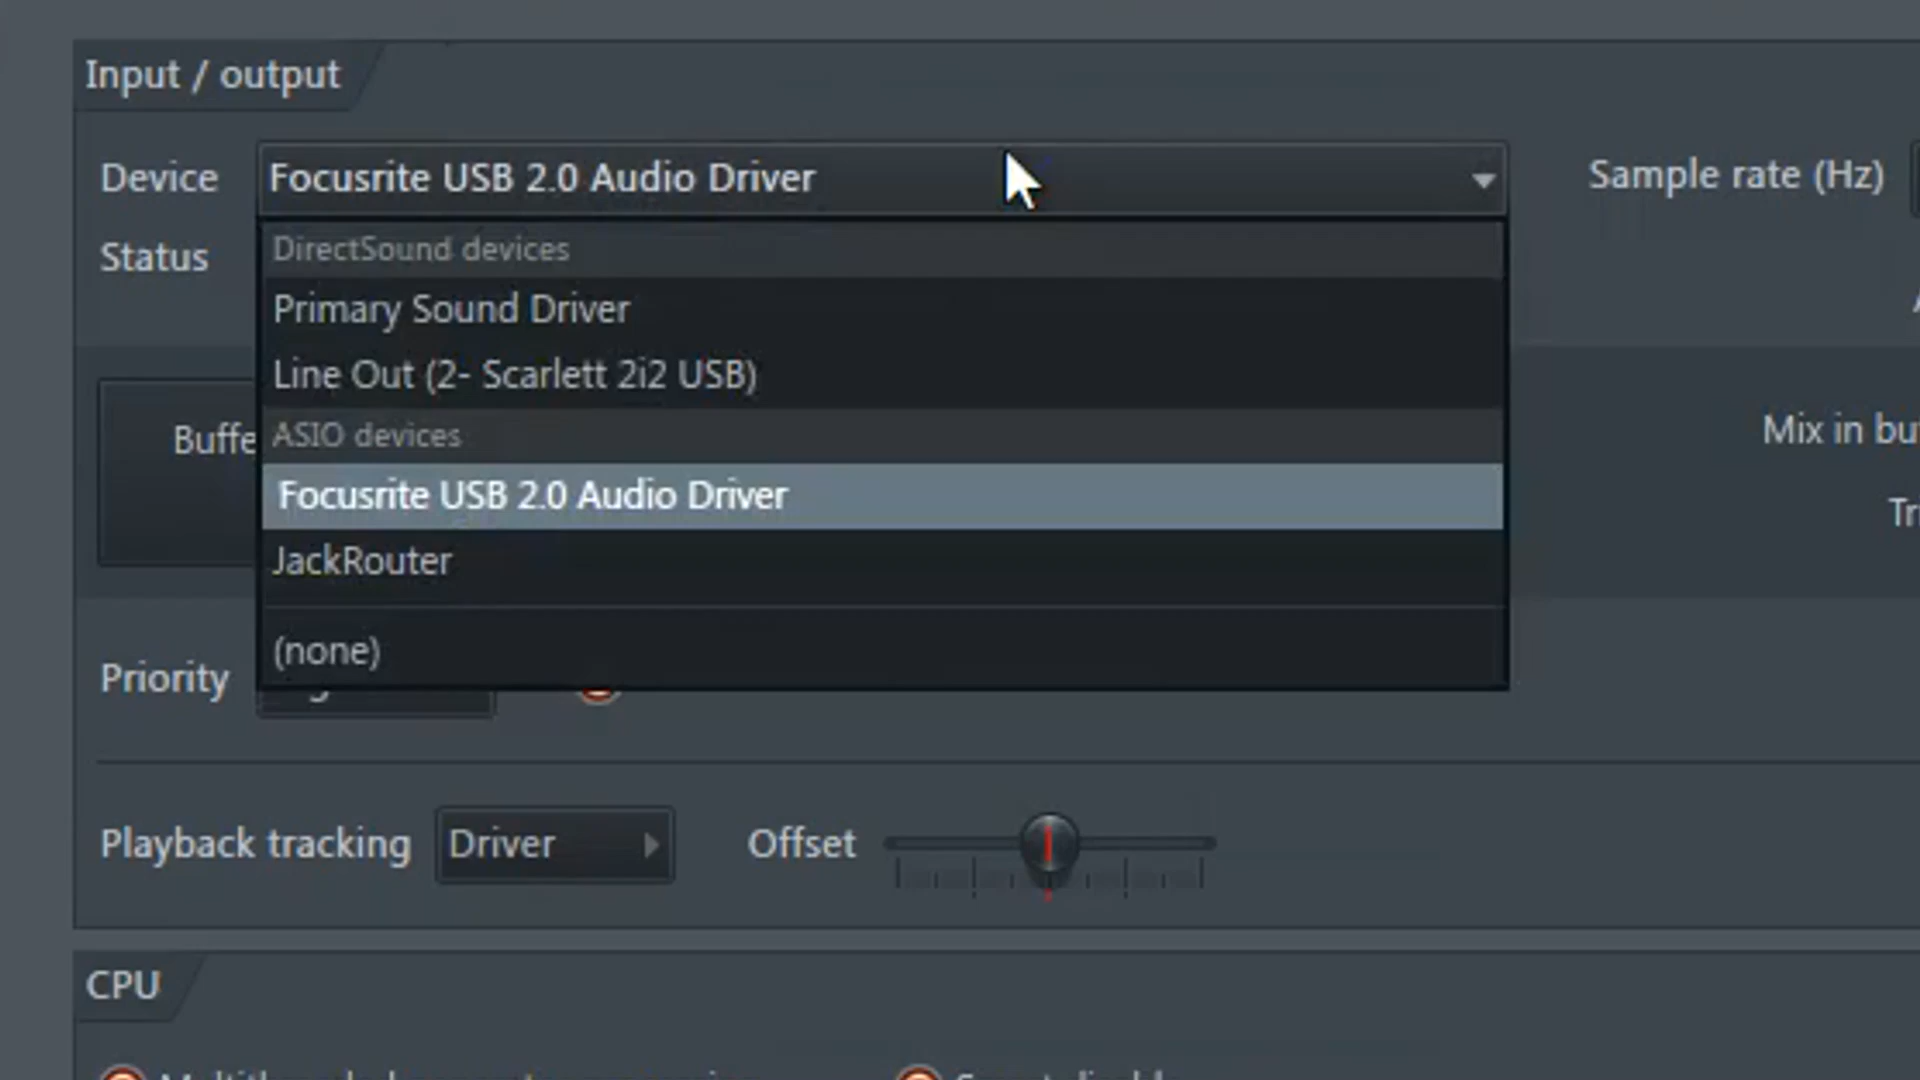 Input / output
Device
Focusrite USB 2.0 Audio Driver
Sample rate (Hz)
Status
DirectSound devices
Primary Sound Driver
Line Out (2- Scarlett 2i2 USB)
Mix in bu
Buffe
ASIO devices
Focusrite USB 2.0 Audio Driver
Tr
JackRouter
(none)
Priority
Playback tracking
Driver
Offset
CPU